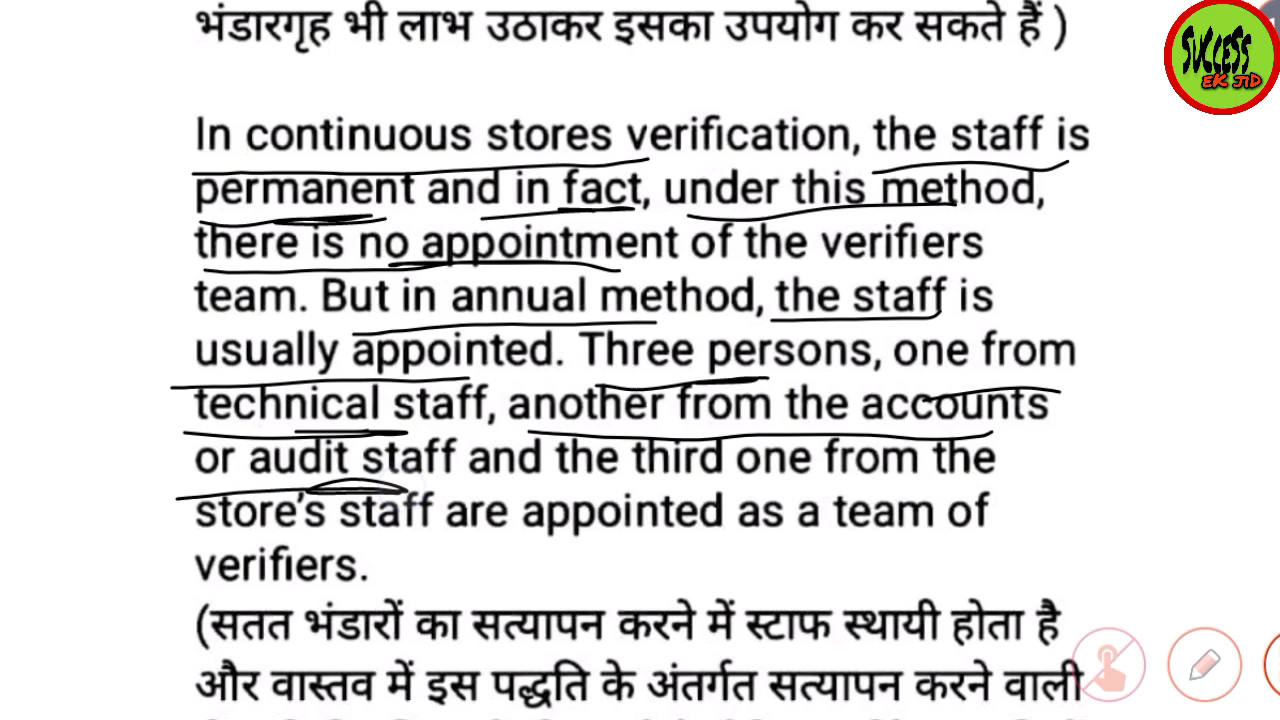 भंडारगृह भी लाभ उठाकर इसका उपयोग कर सकते हैं )
SUCCESS
EK JID
In continuous stores verification, the staff is
permanent and in fact, under this method,
there is no appointment of the verifiers
team. But in annual method, the staff is
usually appointed. Three persons, one from
technical staff, another from the accounts
or audit staff and the third one from the
store's staff are appointed as a team of
verifiers.
(सतत भंडारों का सत्यापन करने में स्टाफ स्थायी होता है
और वास्तव में इस पद्धति के अंतर्गत सत्यापन करने वाली